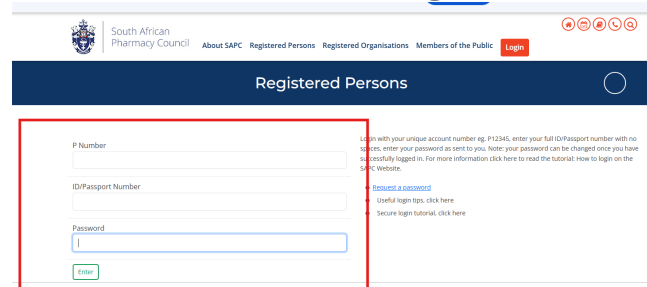 South African
Pharmacy Council
About SAPC Registered Persons Registered Organisations Members of the Public Login
Registered Persons
P Number
ID/Passport Number
Password
Enter
Login with your unique account number eg. P12345, enter your full ID/Passport number with no
spaces, enter your password as sent to you. Note: your password can be changed once you have
successfully logged in. For more information click here to read the tutorial: How to login on the
SAPC Website.
Request a password
Useful login tips, click here
Secure login tutorial, click here